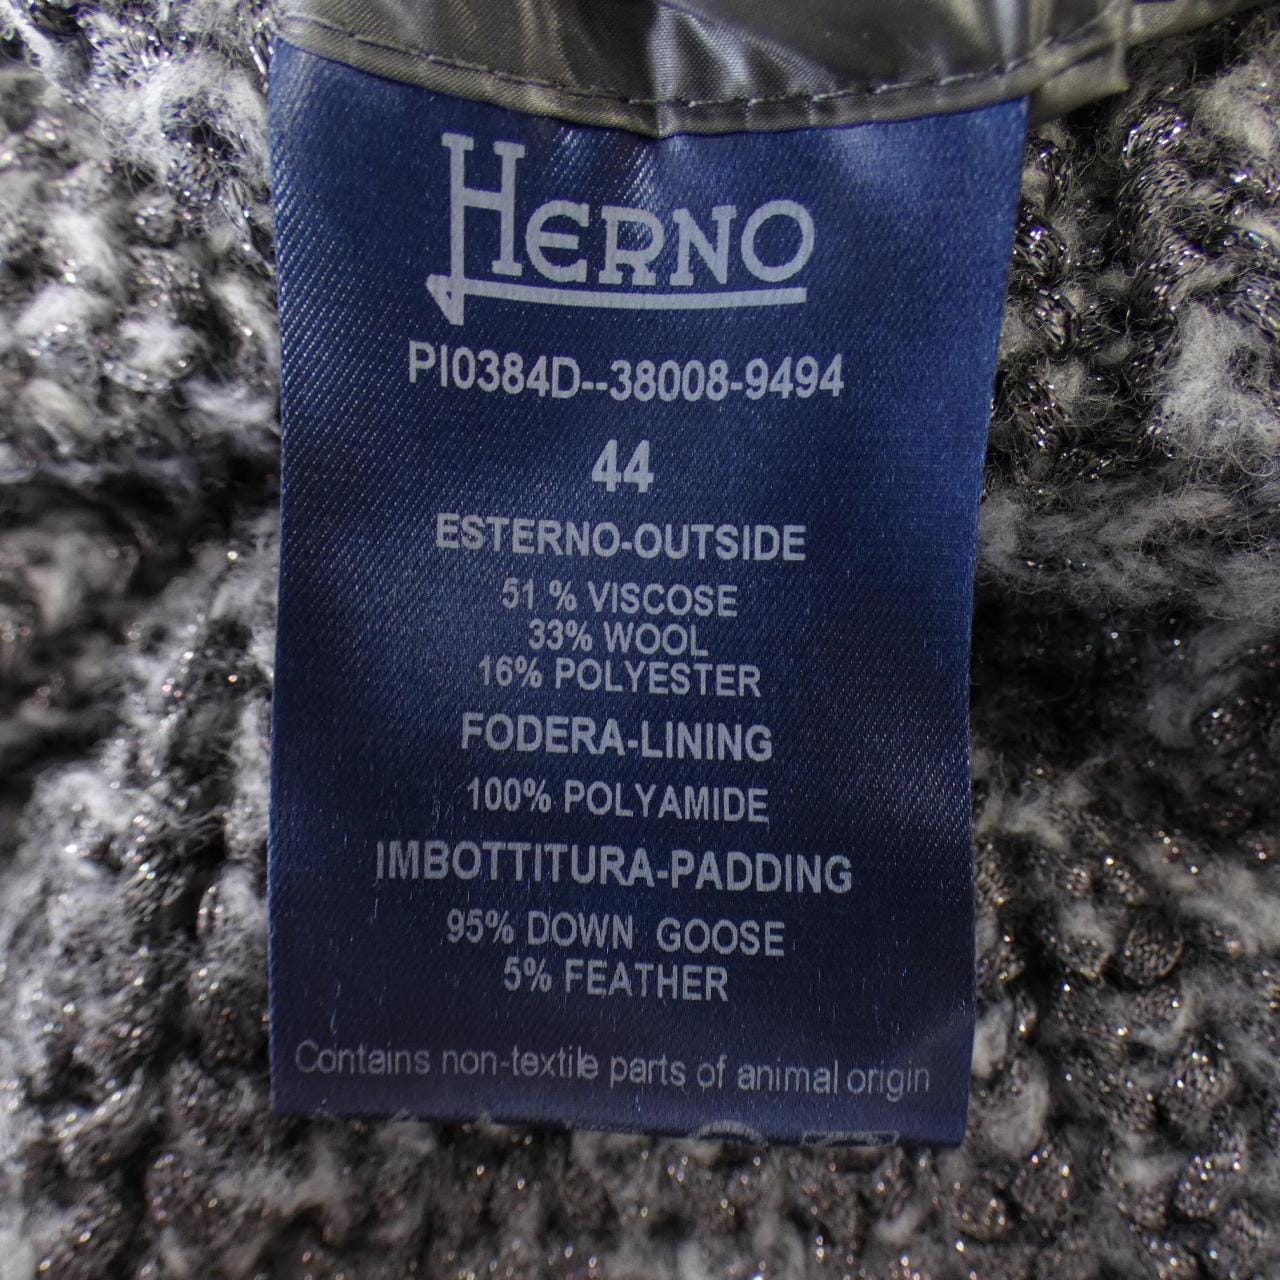 HERNO
PI0384D--38008-9494
44
ESTERNO-OUTSIDE
51 % VISCOSE
33% WOOL
16% POLYESTER
FODERA-LINING
100% POLYAMIDE
IMBOTTITURA-PADDING
95% DOWN GOOSE
5% FEATHER
Contains non-textile parts of animal origin